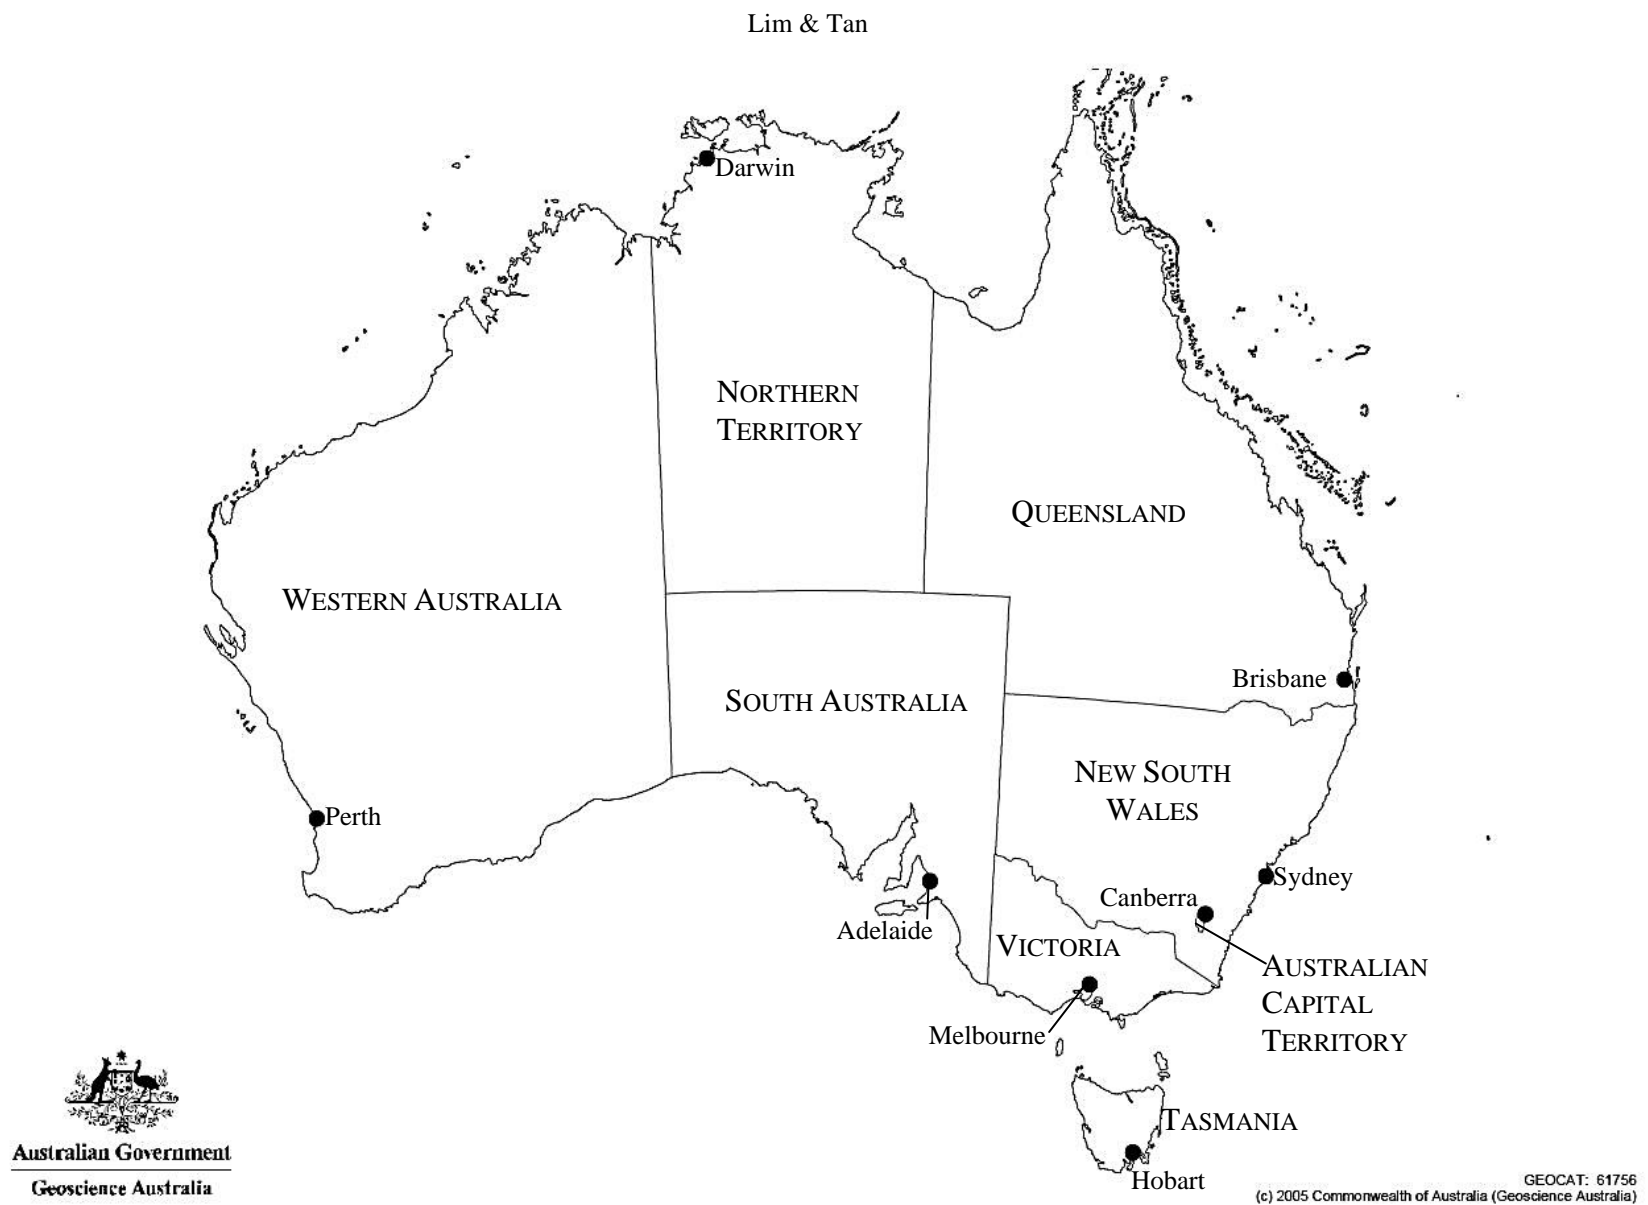 Lim & Tan
Darwin
NORTHERN
TERRITORY
QUEENSLAND
WESTERN AUSTRALIA
Brisbane
SOUTH AUSTRALIA
NEW SOUTH
WALES
Perth
Sydney
Canberra
Adelaide
VICTORIA
AUSTRALIAN
CAPITAL
TERRITORY
Melbourne
TASMANIA
Hobart
Australian Government
Geoscience Australia
GEOCAT: 61756
(c) 2005 Commonwealth of Australia (Geoscience Australia)